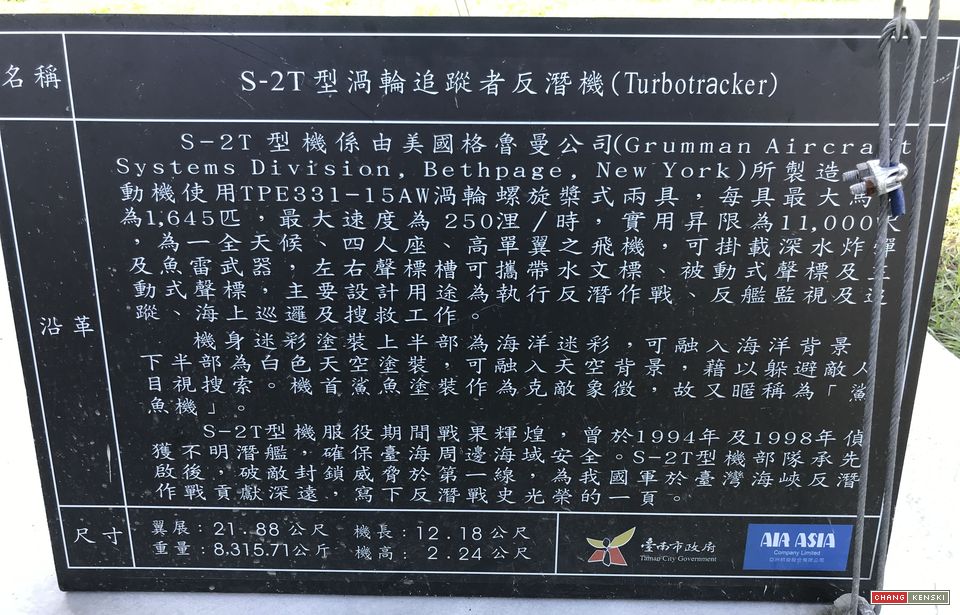 名稱
S-2T型渦輪追蹤者反潛機(Turbotracker)
沿革
S-2T型機係由美國格魯曼公司(Grumman Aircra t
Systems Division, Bethpage, New York)所製造
動機使用TPE331-15AW渦輪螺旋槳式兩具，每具最大馬
為1,645匹，最大速度為250浬/時，實用昇限為11,000
，為一全天候、四人座、高單翼之飛機，可掛載深水炸彈
及魚雷武器，左右聲標槽可攜帶水文標、被動式聲標及主
動式聲標，主要設計用途為執行反潛作戰、反艦監視及追
蹤、海上巡邏及搜救工作。
機身迷彩塗裝上半部為海洋迷彩，可融入海洋背景
下半部為白色天空塗裝，可融入天空背景，藉以躲避敵人
目視搜索。機首鯊魚塗裝作為克敵象徵，故又暱稱為「鯊
魚機」。
S-2T型機服役期間戰果輝煌，曾於1994年及1998年偵
獲不明潛艦，確保臺海周邊海域安全。S-2T型機部隊承先
啟後，破敵封鎖威脅於第一線，為我國軍於臺灣海峽反潛
作戰貢獻深遠，寫下反潛戰史光榮的一頁。
尺寸
翼展：21.88公尺 機長：12.18公尺
重量：8,315.71公斤 機高：2.24公尺
臺南市政府
Tainan City Government
AIR ASIA
Company Limited
亞洲航空股份有限公司
CHANG KENSKI